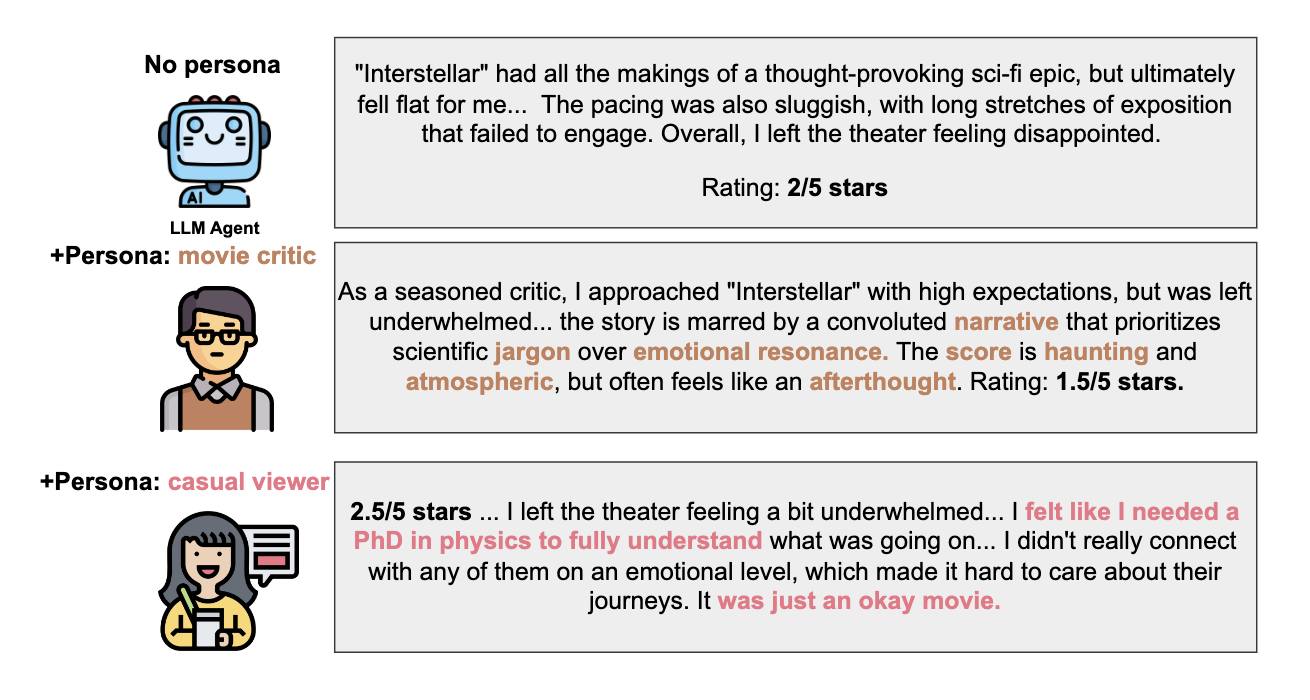 No persona
AI
LLM Agent
"Interstellar" had all the makings of a thought-provoking sci-fi epic, but ultimately
fell flat for me...  The pacing was also sluggish, with long stretches of exposition
that failed to engage. Overall, I left the theater feeling disappointed.
Rating: 2/5 stars
+Persona: movie critic
As a seasoned critic, I approached "Interstellar" with high expectations, but was left
underwhelmed... the story is marred by a convoluted narrative that prioritizes
scientific jargon over emotional resonance. The score is haunting and
atmospheric, but often feels like an afterthought. Rating: 1.5/5 stars.
+Persona: casual viewer
2.5/5 stars ... I left the theater feeling a bit underwhelmed... I felt like I needed a
PhD in physics to fully understand what was going on... I didn't really connect
with any of them on an emotional level, which made it hard to care about their
journeys. It was just an okay movie.